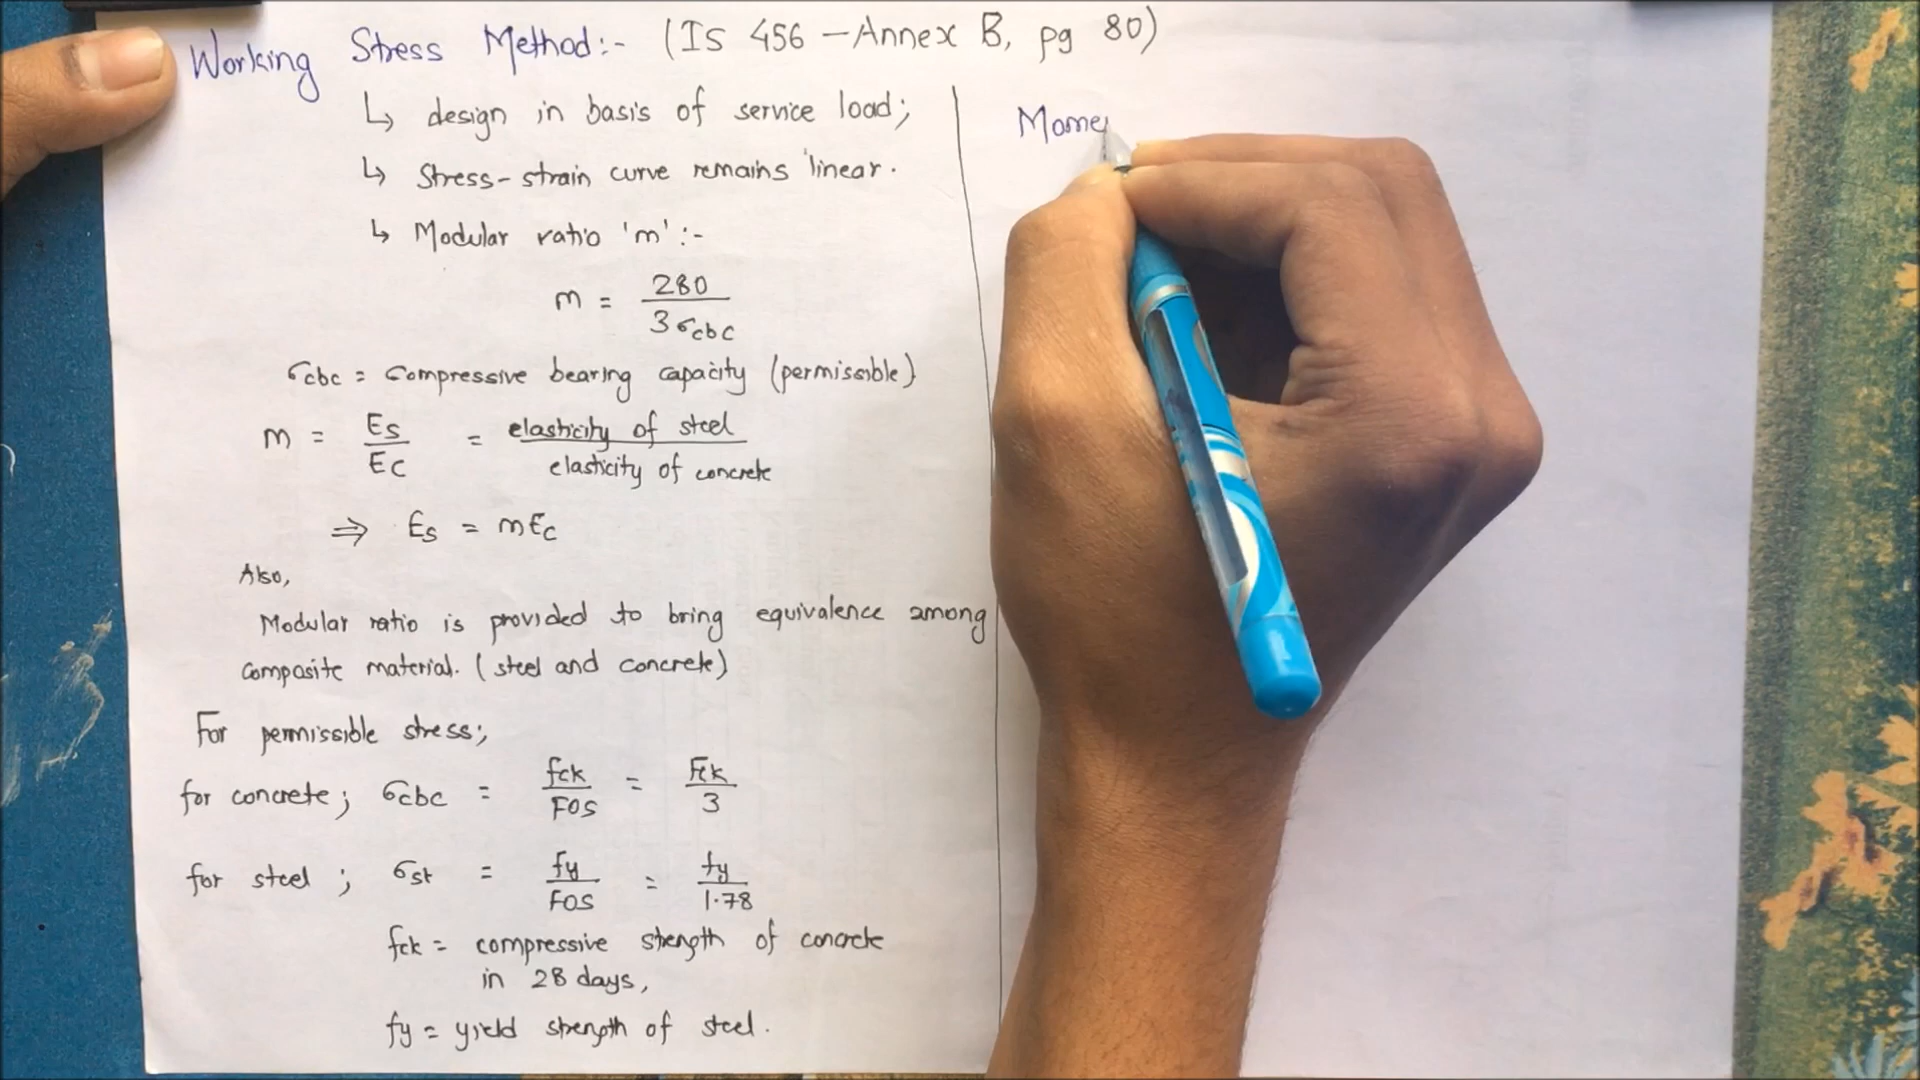 Working Stress Method:- (IS 456 - Annex B, pg 80)
↳ design in basis of service load;
↳ Stress-strain curve remains linear.
↳ Modular ratio 'm':-
m = 280 / 3σcbc
σcbc = compressive bearing capacity (permissible)
m = Es / Ec = elasticity of steel / elasticity of concrete
⇒ Es = mEc
Also,
Modular ratio is provided to bring equivalence among
composite material. (steel and concrete)
For permissible stress;
for concrete; σcbc = fck / FOS = fck / 3
for steel; σst = fy / FOS = fy / 1.78
fck = compressive strength of concrete
in 28 days,
fy = yield strength of steel.
Mome